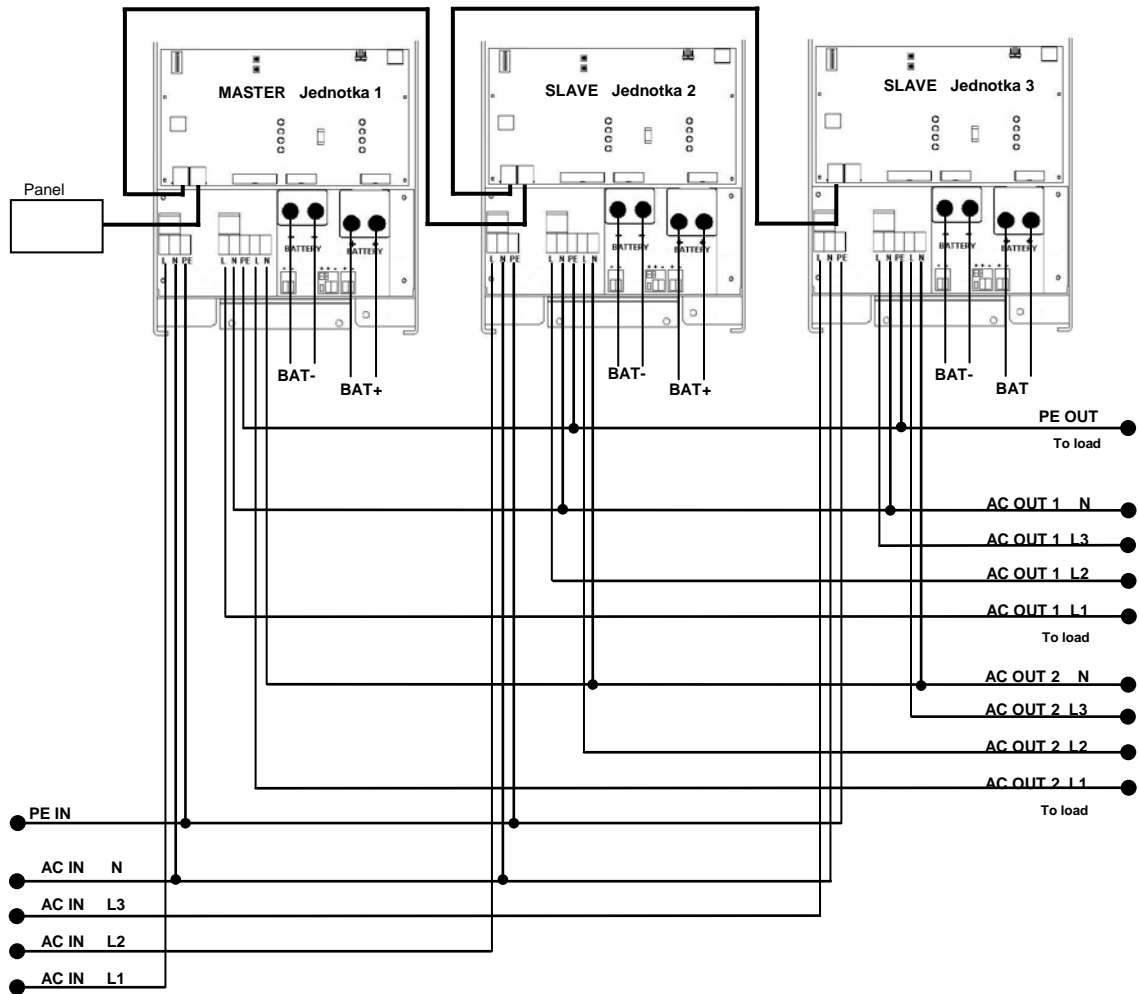 MASTER Jednotka 1
SLAVE Jednotka 2
SLAVE Jednotka 3
Panel
BATTERY
BATTERY
BATTERY
BATTERY
BATTERY
BATTERY
L N PE
L N PE L N
L N PE
L N PE L N
L N PE
L N PE L N
BAT-
BAT+
BAT-
BAT+
BAT-
BAT
PE OUT
To load
AC OUT 1 N
AC OUT 1 L3
AC OUT 1 L2
AC OUT 1 L1
To load
AC OUT 2 N
AC OUT 2 L3
AC OUT 2 L2
AC OUT 2 L1
To load
PE IN
AC IN N
AC IN L3
AC IN L2
AC IN L1